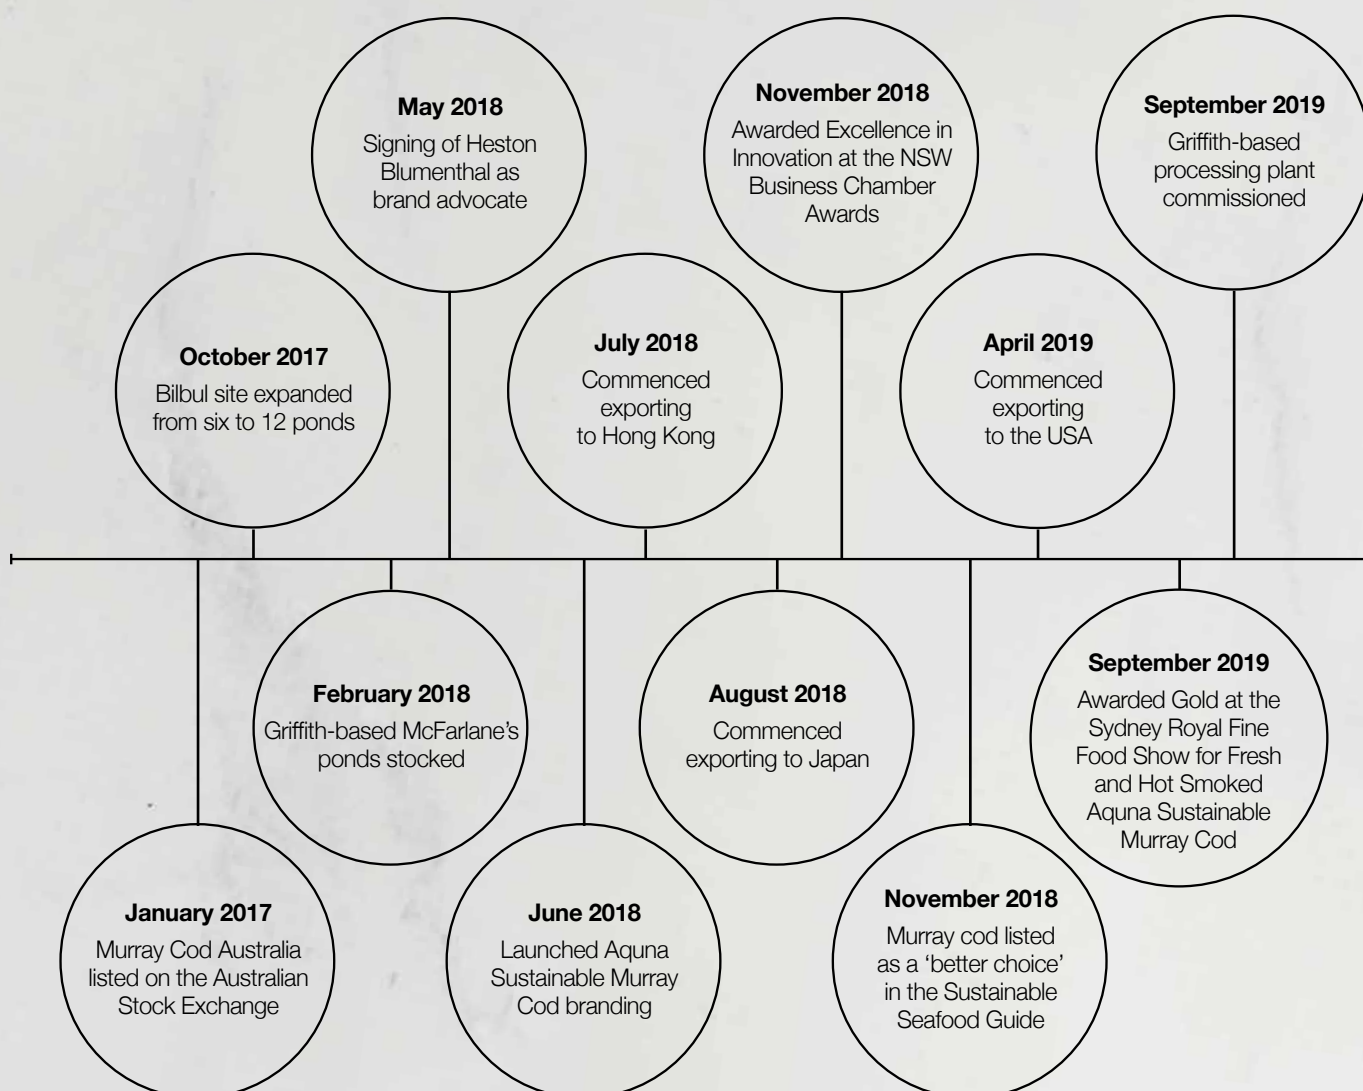 May 2018
Signing of Heston
Blumenthal as
brand advocate
November 2018
Awarded Excellence in
Innovation at the NSW
Business Chamber
Awards
September 2019
Griffith-based
processing plant
commissioned
October 2017
Bilbul site expanded
from six to 12 ponds
July 2018
Commenced
exporting
to Hong Kong
April 2019
Commenced
exporting
to the USA
February 2018
Griffith-based McFarlane's
ponds stocked
August 2018
Commenced
exporting to Japan
September 2019
Awarded Gold at the
Sydney Royal Fine
Food Show for Fresh
and Hot Smoked
Aquna Sustainable
Murray Cod
January 2017
Murray Cod Australia
listed on the Australian
Stock Exchange
June 2018
Launched Aquna
Sustainable Murray
Cod branding
November 2018
Murray cod listed
as a ‘better choice’
in the Sustainable
Seafood Guide